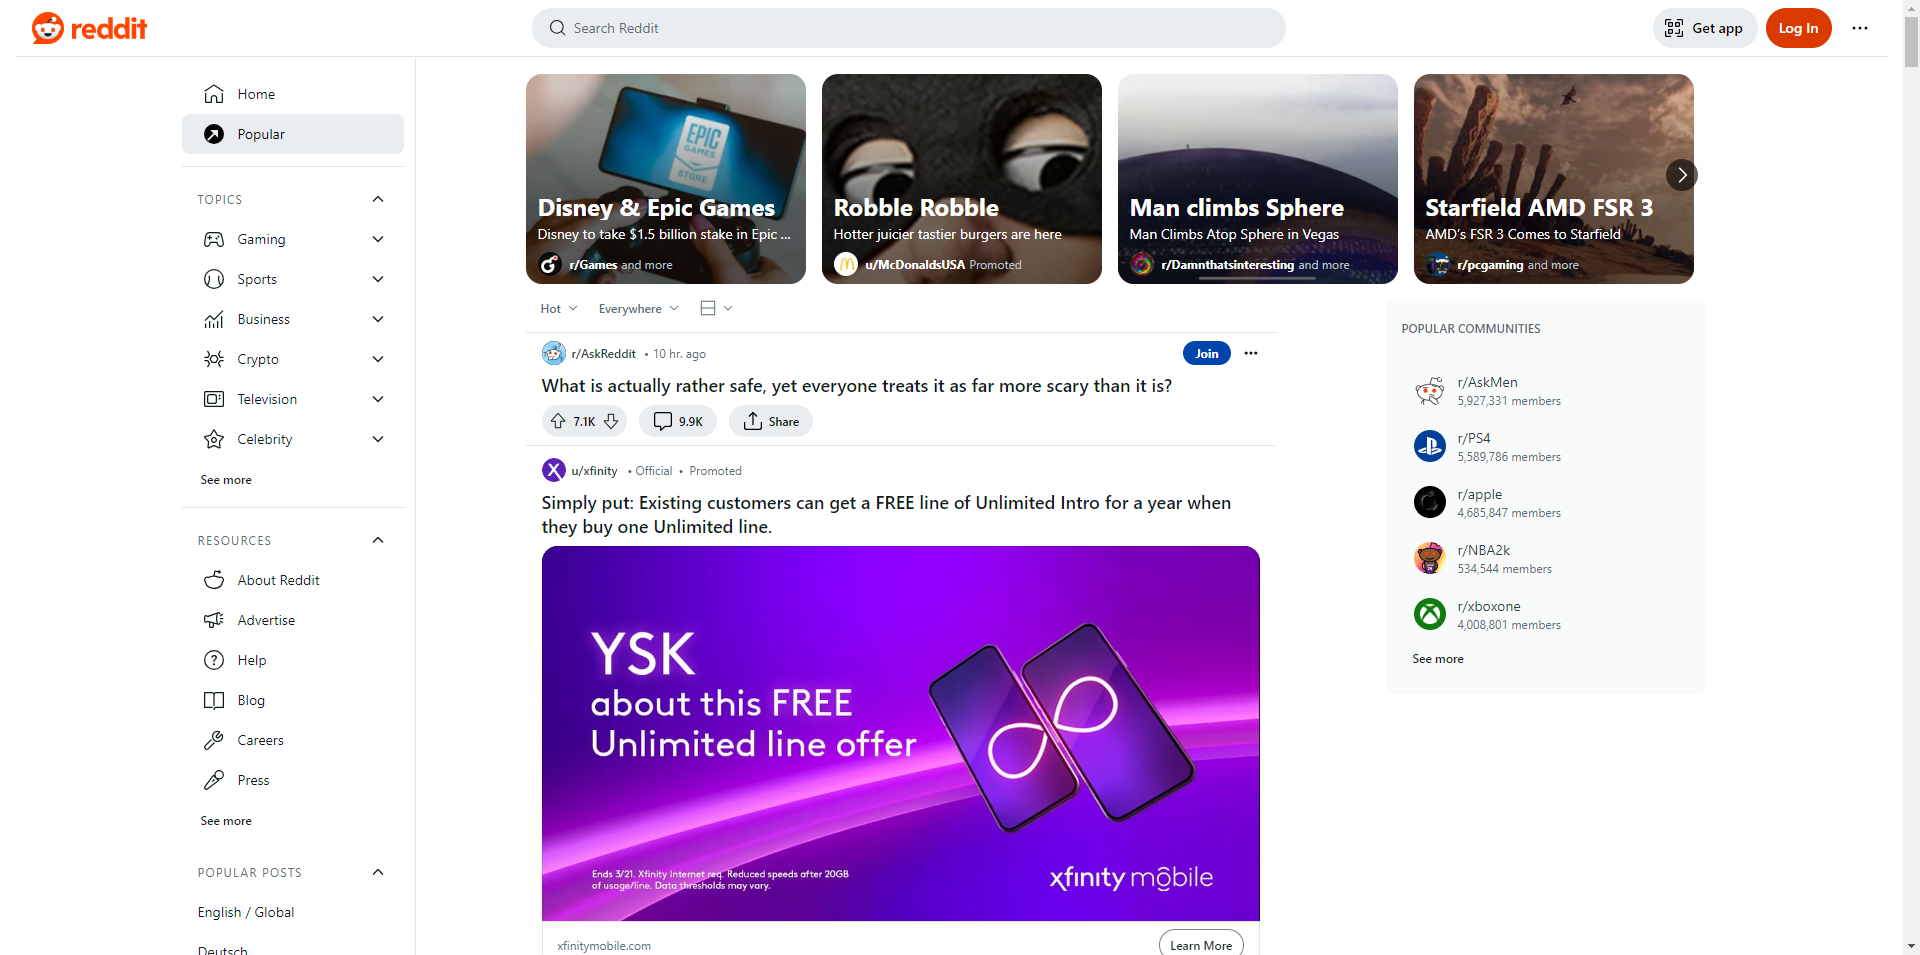 reddit
Search Reddit
Get app
Log In
Home
Popular
TOPICS
Gaming
Sports
Business
Crypto
Television
Celebrity
See more
RESOURCES
About Reddit
Advertise
Help
Blog
Careers
Press
See more
POPULAR POSTS
English / Global
Deutsch
EPIC
GAMES
STORE
Disney & Epic Games
Disney to take $1.5 billion stake in Epic ...
r/Games and more
Robble Robble
Hotter juicier tastier burgers are here
u/McDonaldsUSA Promoted
Man climbs Sphere
Man Climbs Atop Sphere in Vegas
r/Damnthatsinteresting and more
Starfield AMD FSR 3
AMD's FSR 3 Comes to Starfield
r/pcgaming and more
Hot
Everywhere
r/AskReddit • 10 hr. ago
Join
What is actually rather safe, yet everyone treats it as far more scary than it is?
7.1K
9.9K
Share
u/xfinity • Official • Promoted
Simply put: Existing customers can get a FREE line of Unlimited Intro for a year when
they buy one Unlimited line.
YSK
about this FREE
Unlimited line offer
Ends 3/21. Xfinity Internet req. Reduced speeds after 20GB
of usage/line. Data thresholds may vary.
xfinity mobile
xfinitymobile.com
Learn More
POPULAR COMMUNITIES
r/AskMen
5,927,331 members
r/PS4
5,589,786 members
r/apple
4,685,847 members
r/NBA2k
534,544 members
r/xboxone
4,008,801 members
See more